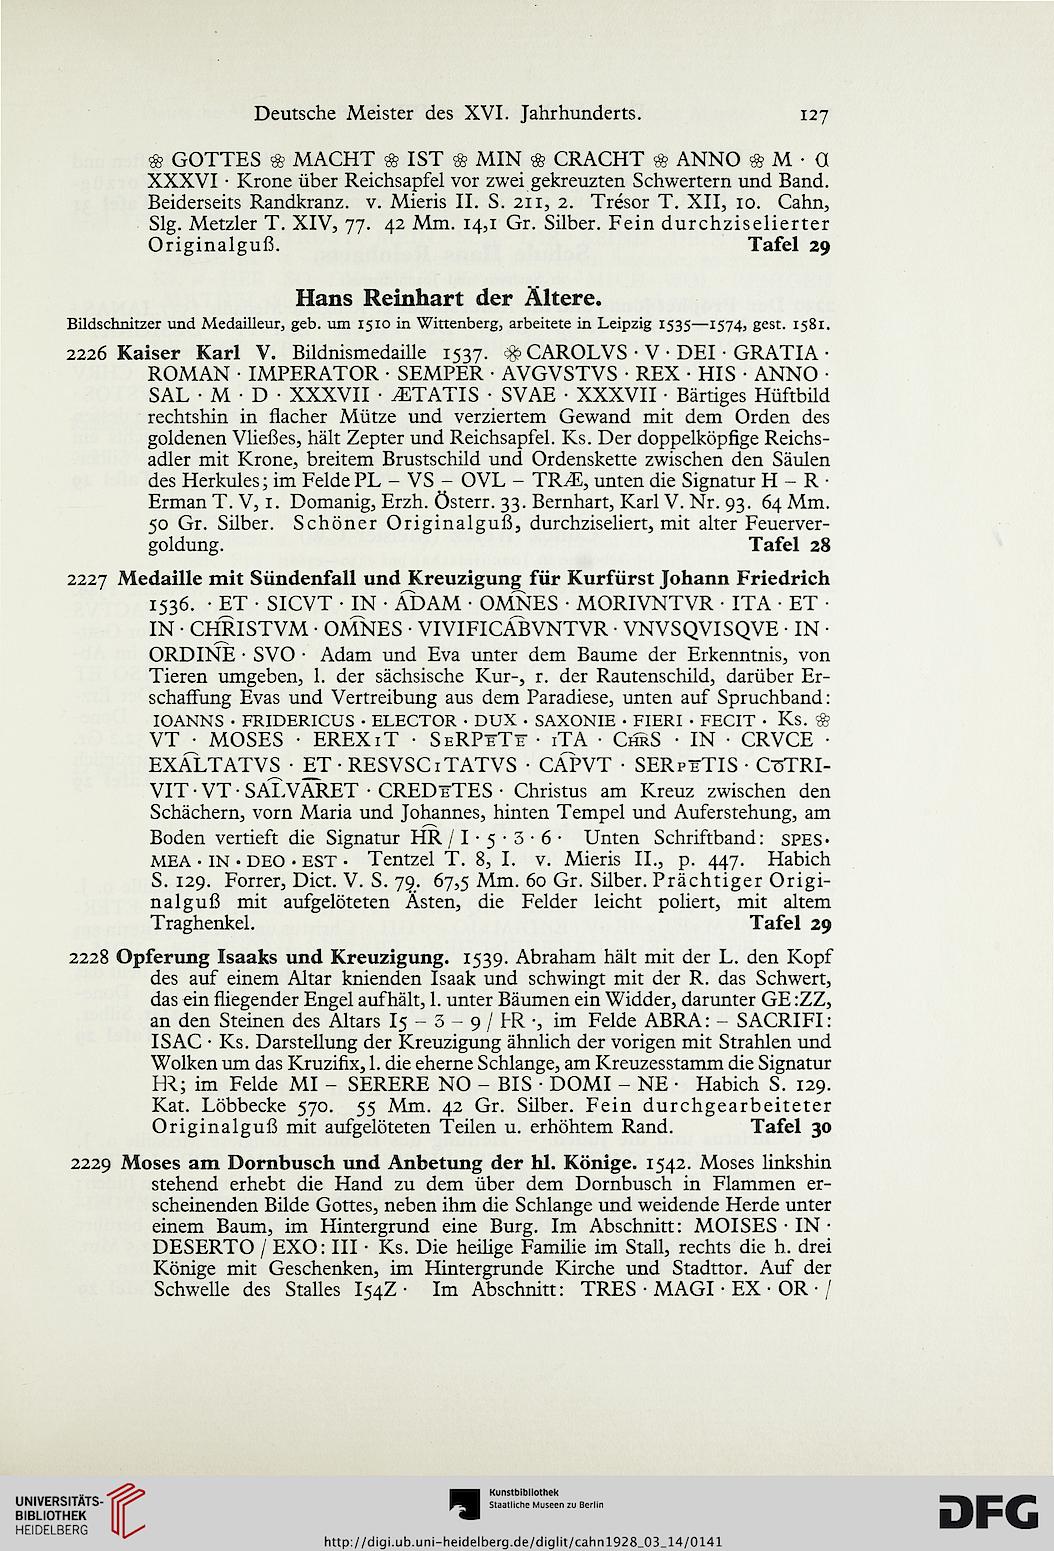 Deutsche Meister des XVI. Jahrhunderts. 127
❀ GOTTES ❀ MACHT ❀ IST ❀ MIN ❀ CRACHT ❀ ANNO ❀ M · D
XXXVI · Krone über Reichsapfel vor zwei gekreuzten Schwertern und Band.
Beiderseits Randkranz. v. Mieris II. S. 211, 2. Trésor T. XII, 10. Cahn,
Slg. Metzler T. XIV, 77. 42 Mm. 14,1 Gr. Silber. Fein durchziselierter
Originalguß. Tafel 29
Hans Reinhart der Ältere.
Bildschnitzer und Medailleur, geb. um 1510 in Wittenberg, arbeitete in Leipzig 1535—1574, gest. 1581.
2226 Kaiser Karl V. Bildnismedaille 1537. ❀ CAROLVS · V · DEI · GRATIA ·
ROMAN · IMPERATOR · SEMPER · AVGVSTVS · REX · HIS · ANNO ·
SAL · M · D · XXXVII · ÆTATIS · SVAE · XXXVII · Bärtiges Hüftbild
rechtshin in flacher Mütze und verziertem Gewand mit dem Orden des
goldenen Vließes, hält Zepter und Reichsapfel. Ks. Der doppelköpfige Reichs-
adler mit Krone, breitem Brustschild und Ordenskette zwischen den Säulen
des Herkules; im Felde PL – VS – OVL – TRÆ, unten die Signatur H – R ·
Erman T. V, 1. Domanig, Erzh. Österr. 33. Bernhart, Karl V. Nr. 93. 64 Mm.
50 Gr. Silber. Schöner Originalguß, durchziseliert, mit alter Feuerver-
goldung. Tafel 28
2227 Medaille mit Sündenfall und Kreuzigung für Kurfürst Johann Friedrich
1536. · ET · SICVT · IN · ADAM · OMNES · MORIVNTVR · ITA · ET ·
IN · CHRISTVM · OMNES · VIVIFICABVNTVR · VNVSQVISQVE · IN ·
ORDINE · SVO · Adam und Eva unter dem Baume der Erkenntnis, von
Tieren umgeben, l. der sächsische Kur-, r. der Rautenschild, darüber Er-
schaffung Evas und Vertreibung aus dem Paradiese, unten auf Spruchband:
IOANNS · FRIDERICUS · ELECTOR · DUX · SAXONIE · FIERI · FECIT · Ks. ❀
VT · MOSES · EREXiT · SeRPĒTE · iTA · CHRS · IN · CRVCE ·
EXALTATVS · ET · RESVSCiTATVS · CAPVT · SERPĒTIS · CŌTRI-
VIT · VT · SALVARET · CREDĒTES · Christus am Kreuz zwischen den
Schächern, vorn Maria und Johannes, hinten Tempel und Auferstehung, am
Boden vertieft die Signatur HR / I · 5 · 3 · 6 · Unten Schriftband: SPES ·
MEA · IN · DEO · EST · Tentzel T. 8, I. v. Mieris II., p. 447. Habich
S. 129. Forrer, Dict. V. S. 79. 67,5 Mm. 60 Gr. Silber. Prächtiger Origi-
nalguß mit aufgelöteten Ästen, die Felder leicht poliert, mit altem
Traghenkel. Tafel 29
2228 Opferung Isaaks und Kreuzigung. 1539. Abraham hält mit der L. den Kopf
des auf einem Altar knienden Isaak und schwingt mit der R. das Schwert,
das ein fliegender Engel aufhält, l. unter Bäumen ein Widder, darunter GE:ZZ,
an den Steinen des Altars I5 – 3 – 9 / HR ·, im Felde ABRA: – SACRIFI:
ISAC · Ks. Darstellung der Kreuzigung ähnlich der vorigen mit Strahlen und
Wolken um das Kruzifix, l. die eherne Schlange, am Kreuzesstamm die Signatur
HR; im Felde MI – SERERE NO – BIS · DOMI – NE · Habich S. 129.
Kat. Löbbecke 570. 55 Mm. 42 Gr. Silber. Fein durchgearbeiteter
Originalguß mit aufgelöteten Teilen u. erhöhtem Rand. Tafel 30
2229 Moses am Dornbusch und Anbetung der hl. Könige. 1542. Moses linkshin
stehend erhebt die Hand zu dem über dem Dornbusch in Flammen er-
scheinenden Bilde Gottes, neben ihm die Schlange und weidende Herde unter
einem Baum, im Hintergrund eine Burg. Im Abschnitt: MOISES · IN ·
DESERTO / EXO: III · Ks. Die heilige Familie im Stall, rechts die h. drei
Könige mit Geschenken, im Hintergrunde Kirche und Stadttor. Auf der
Schwelle des Stalles I54Z · Im Abschnitt: TRES · MAGI · EX · OR · /
UNIVERSITÄTS-
BIBLIOTHEK
HEIDELBERG
Kunstbibliothek
Staatliche Museen zu Berlin
DFG
http://digi.ub.uni-heidelberg.de/diglit/cahn1928_03_14/0141